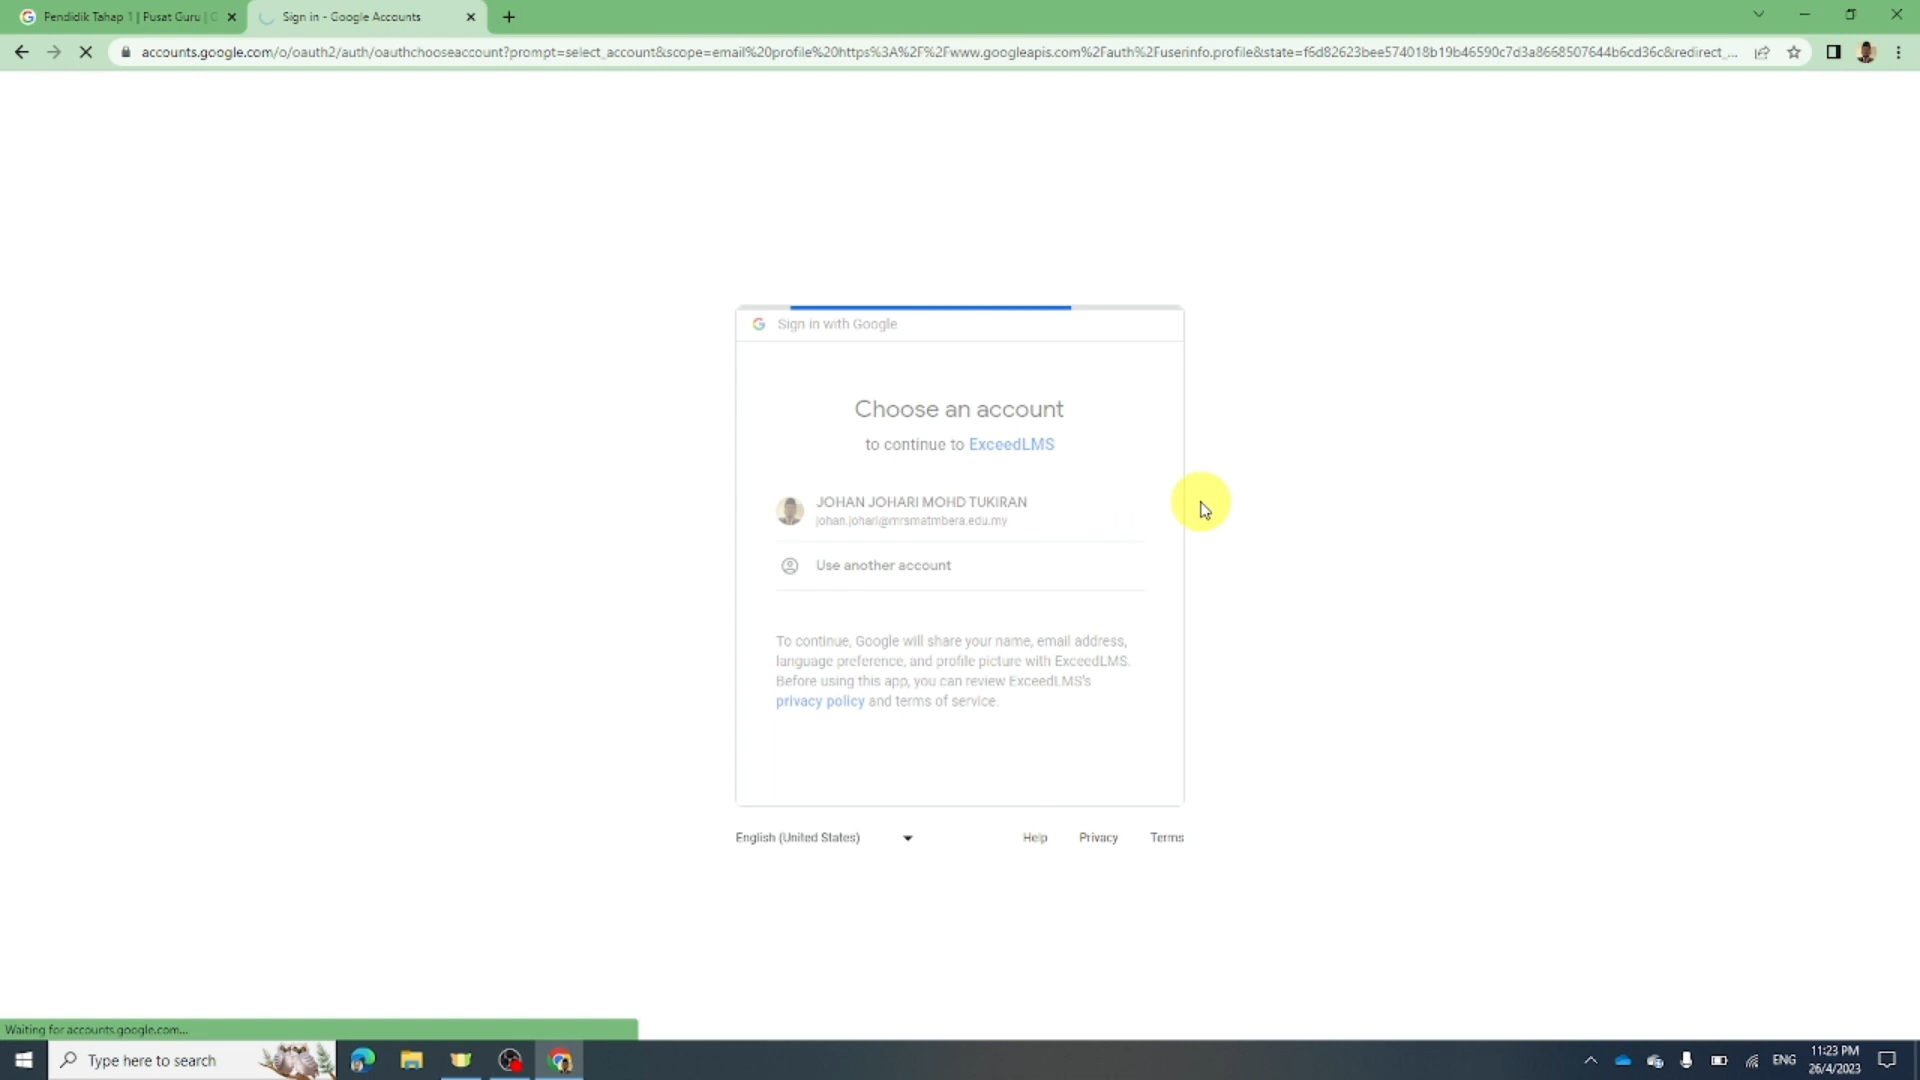 Pendidik Tahap 1 | Pusat Guru | G
Sign in - Google Accounts
accounts.google.com/o/oauth2/auth/oauthchooseaccount?prompt=select_account&scope=email%20profile%20https%3A%2F%2Fwww.googleapis.com%2Fauth%2Fuserinfo.profile&state=f6d82623bee574018b19b46590c7d3a8668507644b6cd36c&redirect_...
Sign in with Google
Choose an account
to continue to ExceedLMS
JOHAN JOHARI MOHD TUKIRAN
johan.johari@mrsmatmbera.edu.my
Use another account
To continue, Google will share your name, email address,
language preference, and profile picture with ExceedLMS.
Before using this app, you can review ExceedLMS's
privacy policy and terms of service.
English (United States)
Help
Privacy
Terms
Waiting for accounts.google.com...
Type here to search
ENG
11:23 PM
26/4/2023